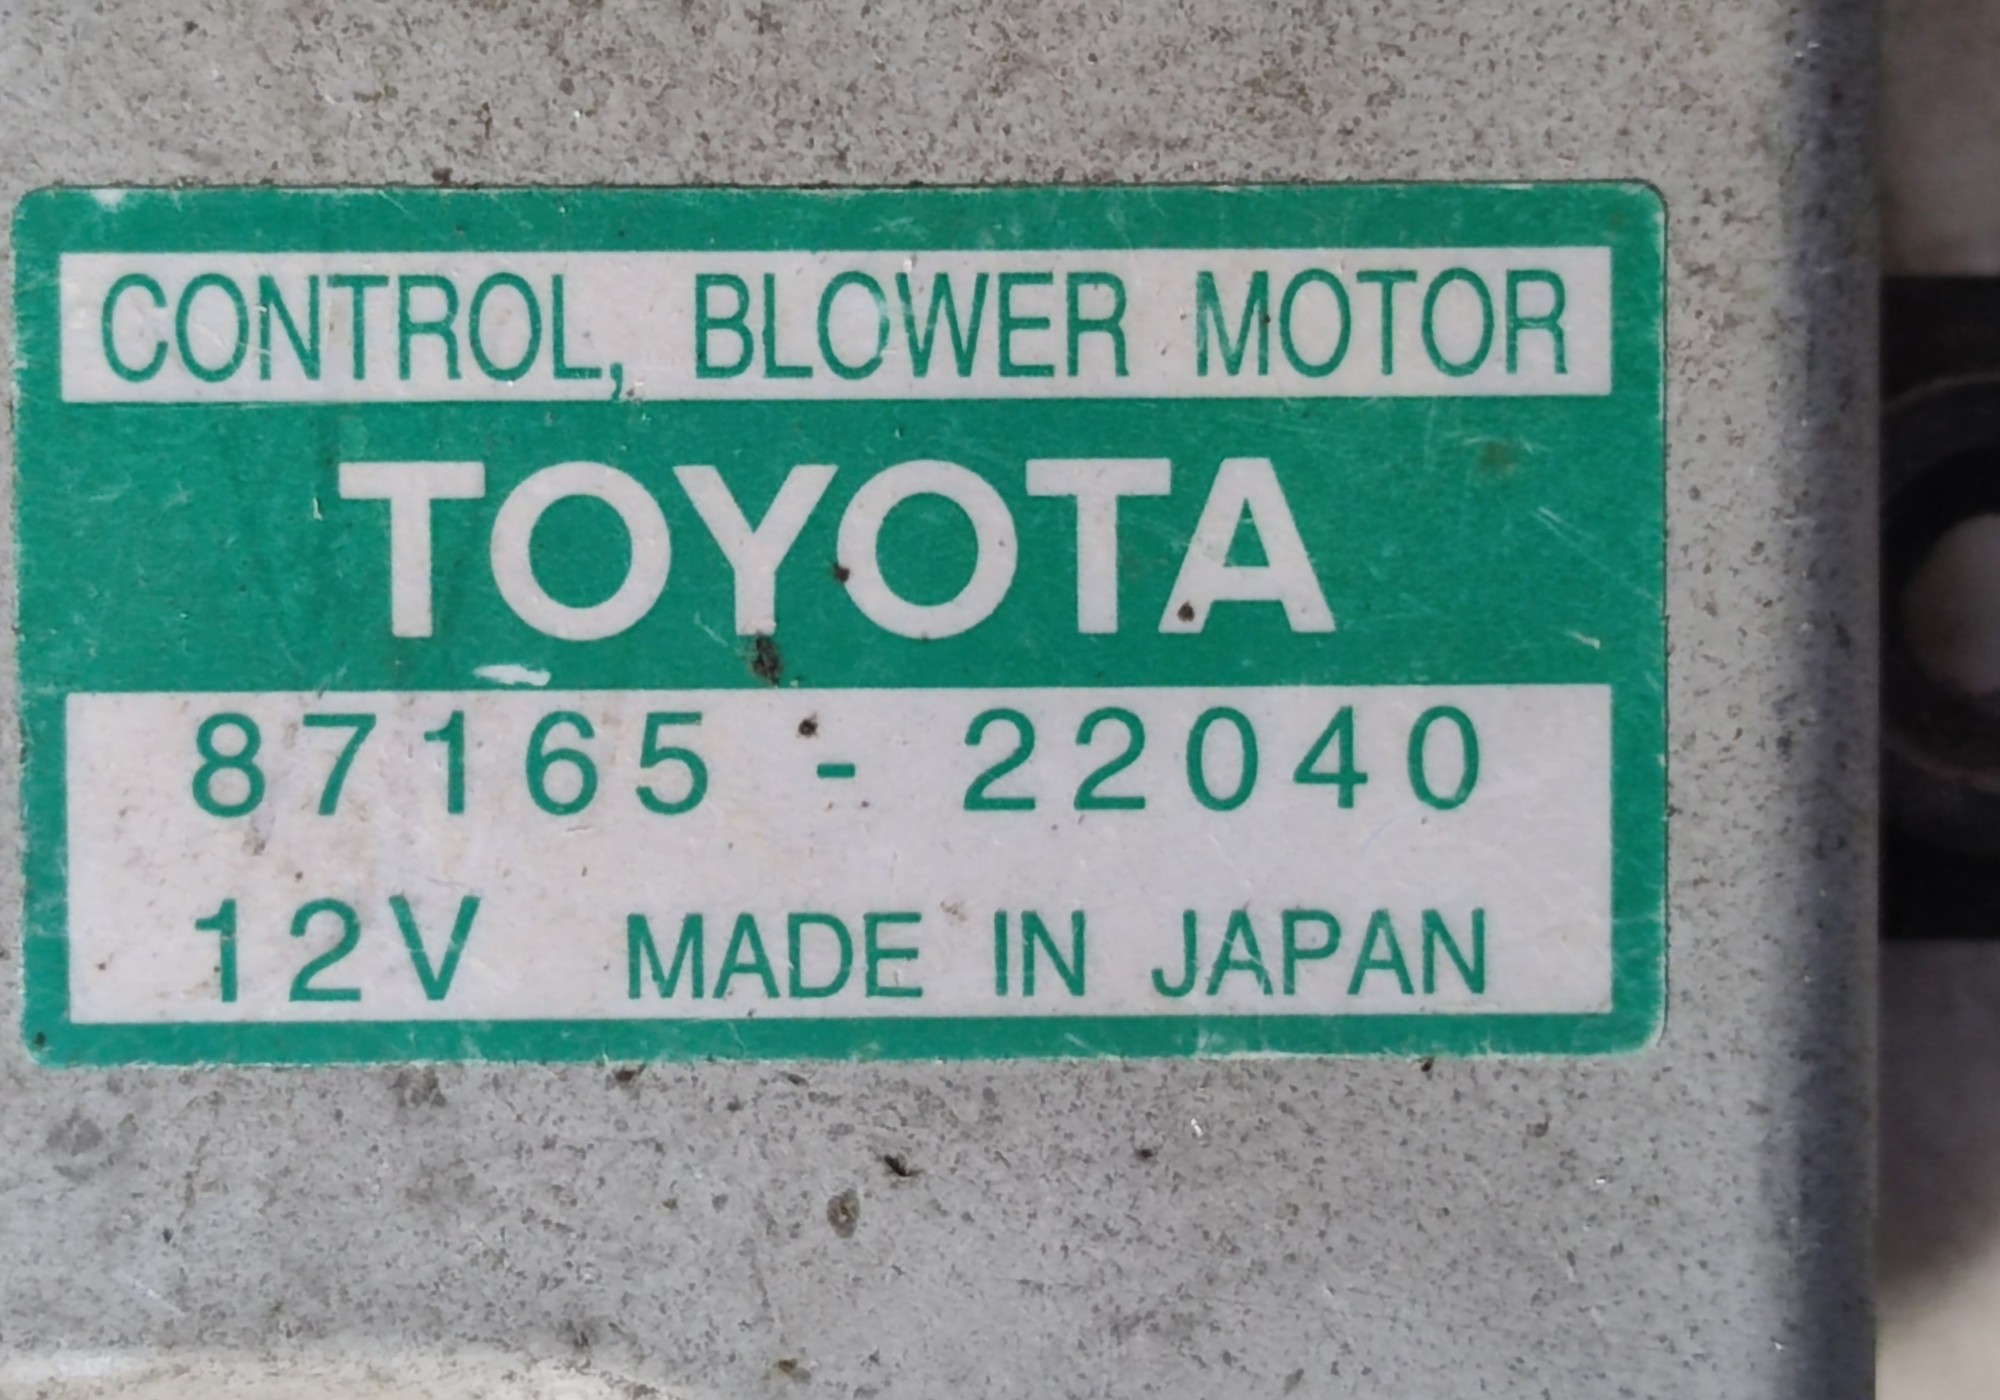 CONTROL, BLOWER MOTOR
TOYOTA
87165 - 22040
12V MADE IN JAPAN